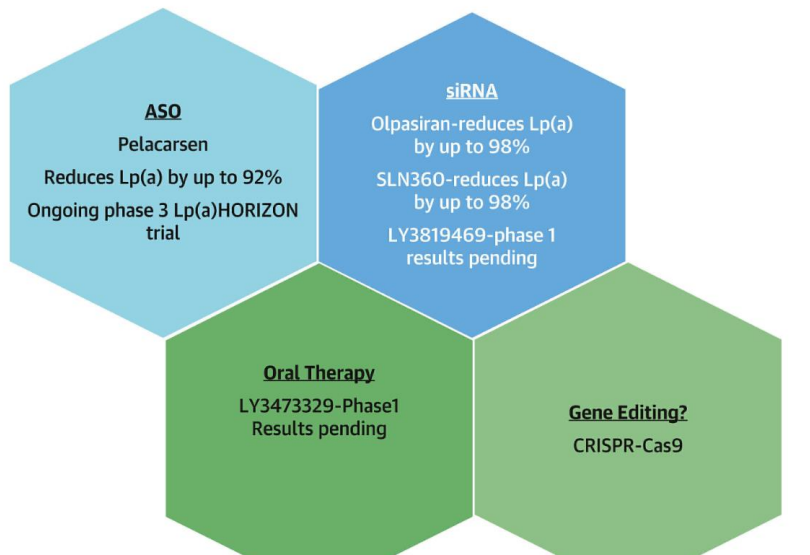 ASO
Pelacarsen
Reduces Lp(a) by up to 92%
Ongoing phase 3 Lp(a)HORIZON
trial
siRNA
Olpasiran-reduces Lp(a)
by up to 98%
SLN360-reduces Lp(a)
by up to 98%
LY3819469-phase 1
results pending
Oral Therapy
LY3473329-Phase1
Results pending
Gene Editing?
CRISPR-Cas9